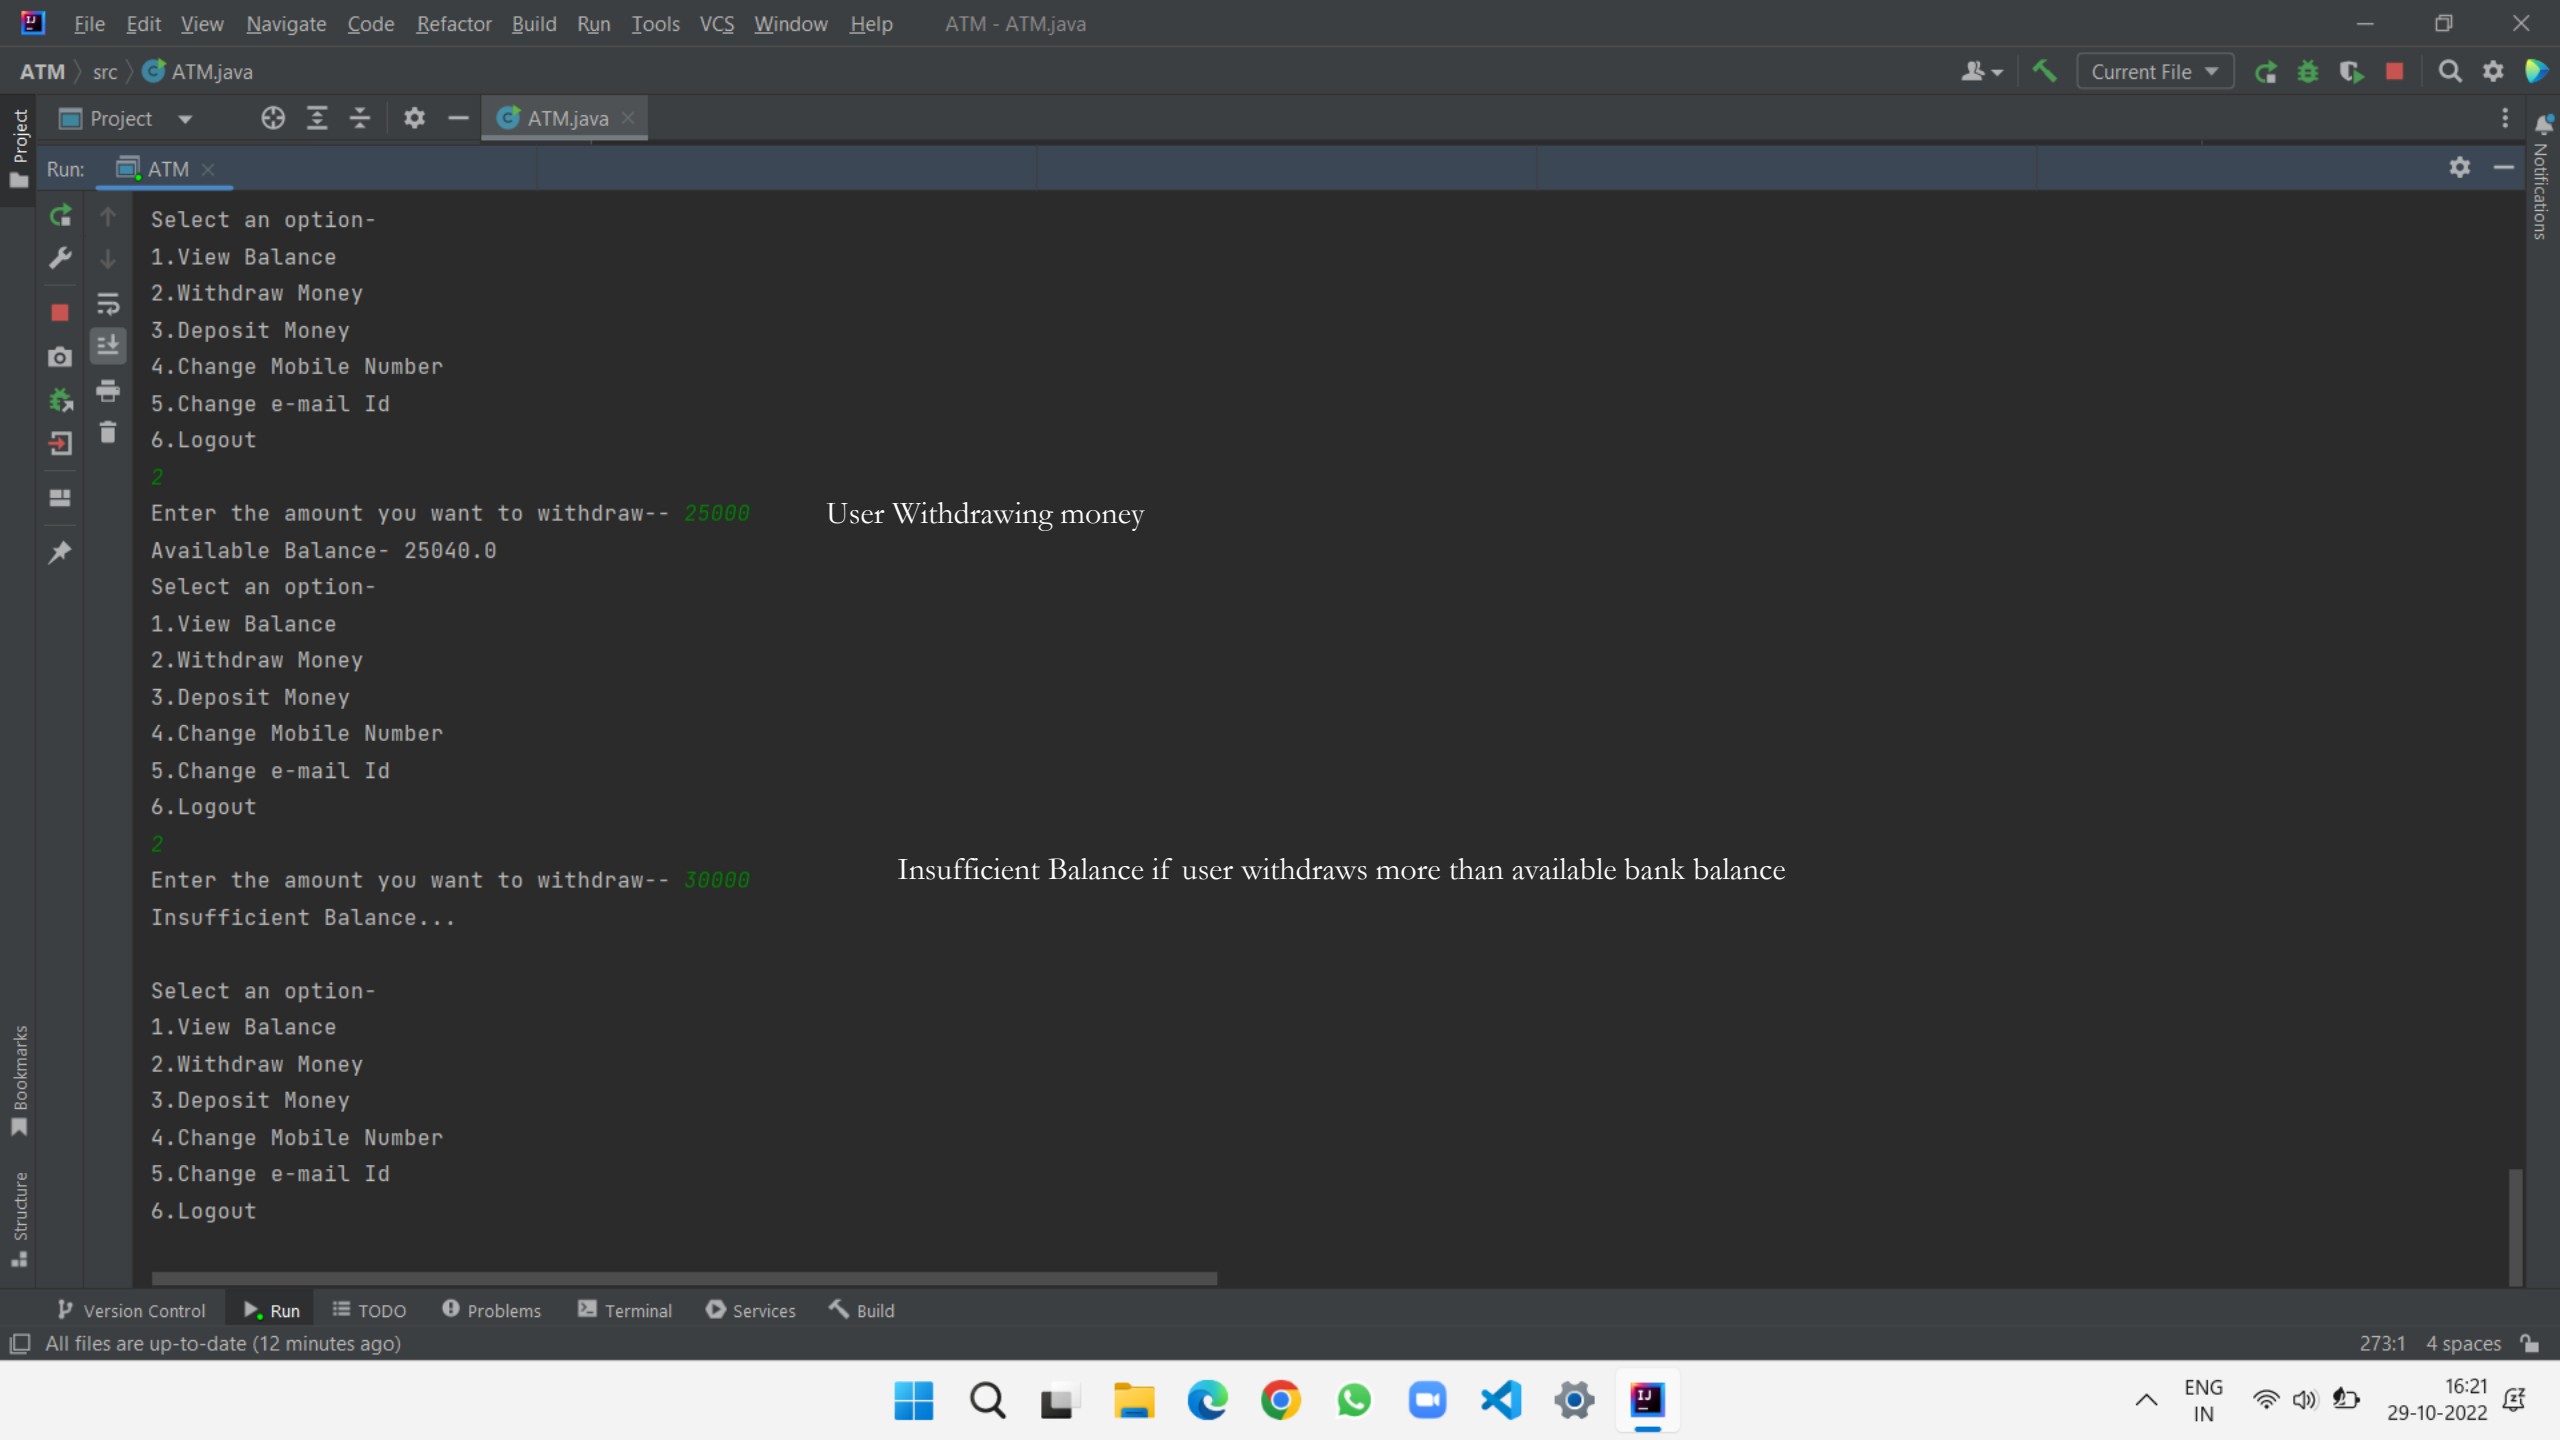 File Edit View Navigate Code Refactor Build Run Tools VCS Window Help ATM - ATM.java
ATM src ATM.java Current File
Project ATM.java
Run: ATM
Project
Notifications
Select an option-
1.View Balance
2.Withdraw Money
3.Deposit Money
4.Change Mobile Number
5.Change e-mail Id
6.Logout
2
Enter the amount you want to withdraw-- 25000 User Withdrawing money
Available Balance- 25040.0
Select an option-
1.View Balance
2.Withdraw Money
3.Deposit Money
4.Change Mobile Number
5.Change e-mail Id
6.Logout
2
Enter the amount you want to withdraw-- 30000 Insufficient Balance if user withdraws more than available bank balance
Insufficient Balance...
Select an option-
1.View Balance
2.Withdraw Money
3.Deposit Money
4.Change Mobile Number
5.Change e-mail Id
6.Logout
Bookmarks
Structure
Version Control Run TODO Problems Terminal Services Build
All files are up-to-date (12 minutes ago) 273:1 4 spaces
ENG 16:21
IN 29-10-2022